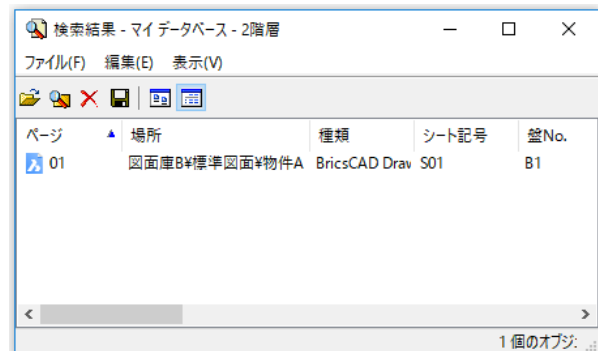 検索結果 - マイ データベース - 2階層
ファイル(F) 編集(E) 表示(V)
ページ 場所 種類 シート記号 盤No.
01 図面庫B¥標準図面¥物件A BricsCAD Drav S01 B1
1 個のオブジ: